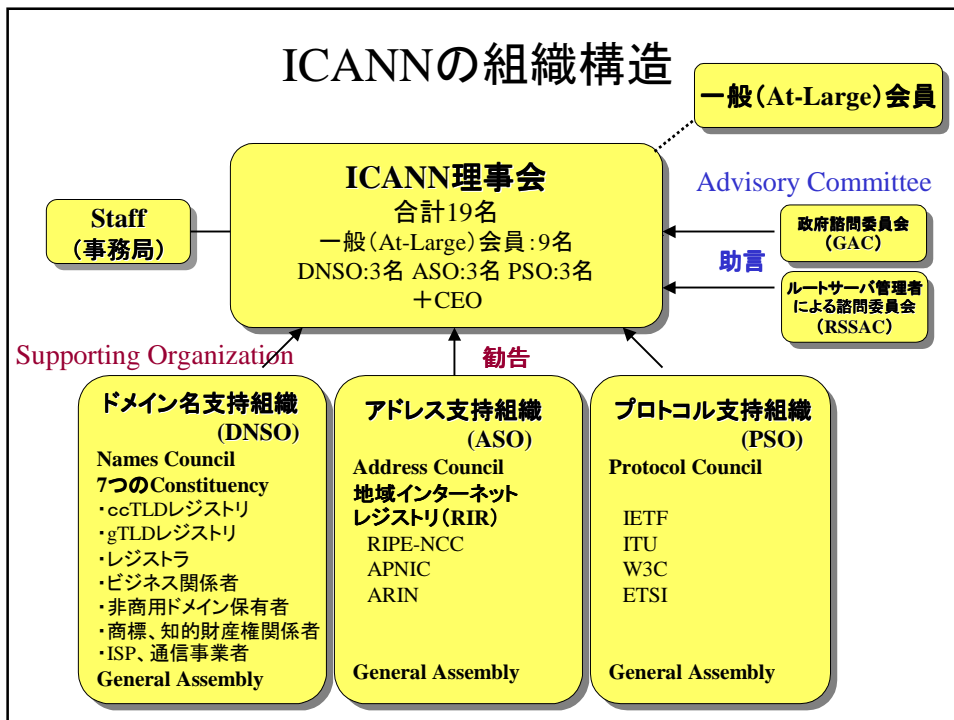 ICANNの組織構造
一般(At-Large)会員
ICANN理事会
合計19名
一般(At-Large)会員:9名
DNSO:3名 ASO:3名 PSO:3名
+CEO
Staff
(事務局)
Advisory Committee
政府諮問委員会
(GAC)
助言
ルートサーバ管理者
による諮問委員会
(RSSAC)
Supporting Organization
勧告
ドメイン名支持組織
(DNSO)
Names Council
7つのConstituency
・ccTLDレジストリ
・gTLDレジストリ
・レジストラ
・ビジネス関係者
・非商用ドメイン保有者
・商標、知的財産権関係者
・ISP、通信事業者
General Assembly
アドレス支持組織
(ASO)
Address Council
地域インターネット
レジストリ(RIR)
RIPE-NCC
APNIC
ARIN
General Assembly
プロトコル支持組織
(PSO)
Protocol Council
IETF
ITU
W3C
ETSI
General Assembly